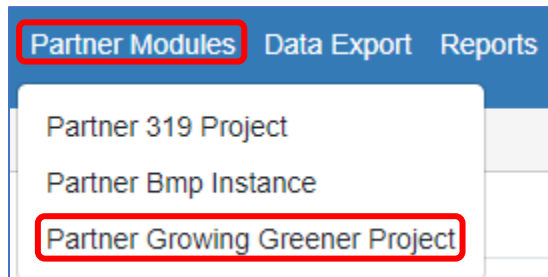 Partner Modules Data Export Reports
Partner 319 Project
Partner Bmp Instance
Partner Growing Greener Project